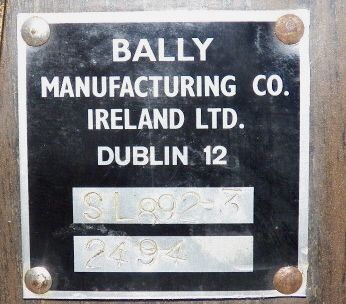 BALLY
MANUFACTURING CO.
IRELAND LTD.
DUBLIN 12
SL892-3
2494